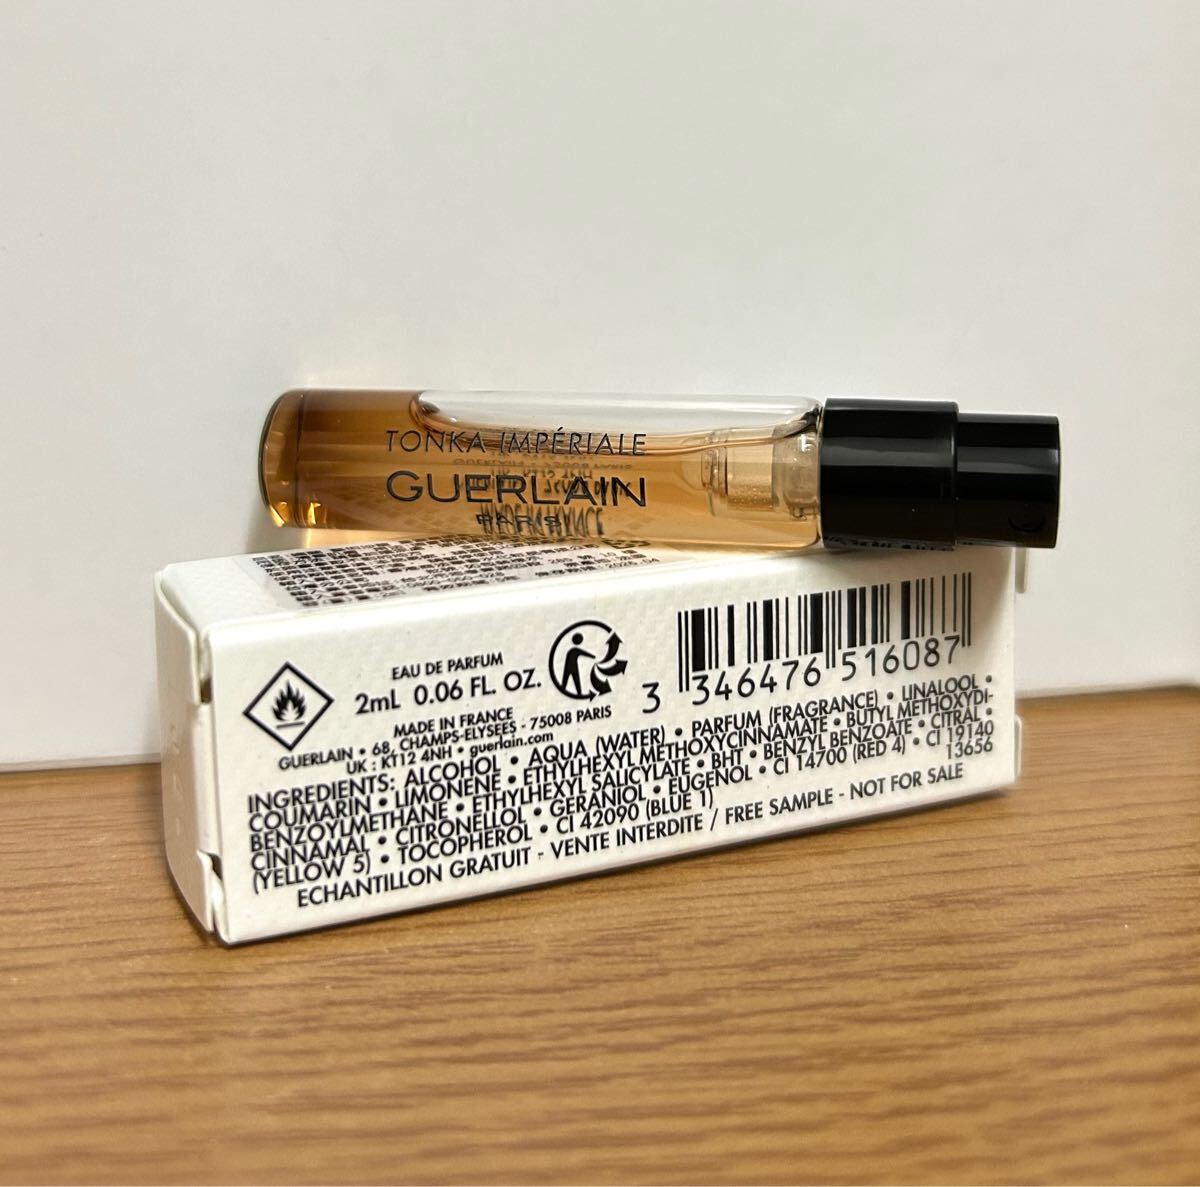 TONKA IMPÉRIALE
GUERLAIN
PARIS
EAU DE PARFUM
2mL 0.06 FL. OZ.
MADE IN FRANCE
GUERLAIN • 68, CHAMPS-ELYSEES - 75008 PARIS
UK : KT12 4NH • guerlain.com
3 346476 516087
INGREDIENTS: ALCOHOL • AQUA (WATER) • PARFUM (FRAGRANCE) • LINALOOL •
COUMARIN • LIMONENE • ETHYLHEXYL METHOXYCINNAMATE • BUTYL METHOXYDI-
BENZOYLMETHANE • ETHYLHEXYL SALICYLATE • BHT • BENZYL BENZOATE • CITRAL •
CINNAMAL • CITRONELLOL • GERANIOL • EUGENOL • CI 14700 (RED 4) • CI 19140
(YELLOW 5) • TOCOPHEROL • CI 42090 (BLUE 1) 13656
ECHANTILLON GRATUIT - VENTE INTERDITE / FREE SAMPLE - NOT FOR SALE